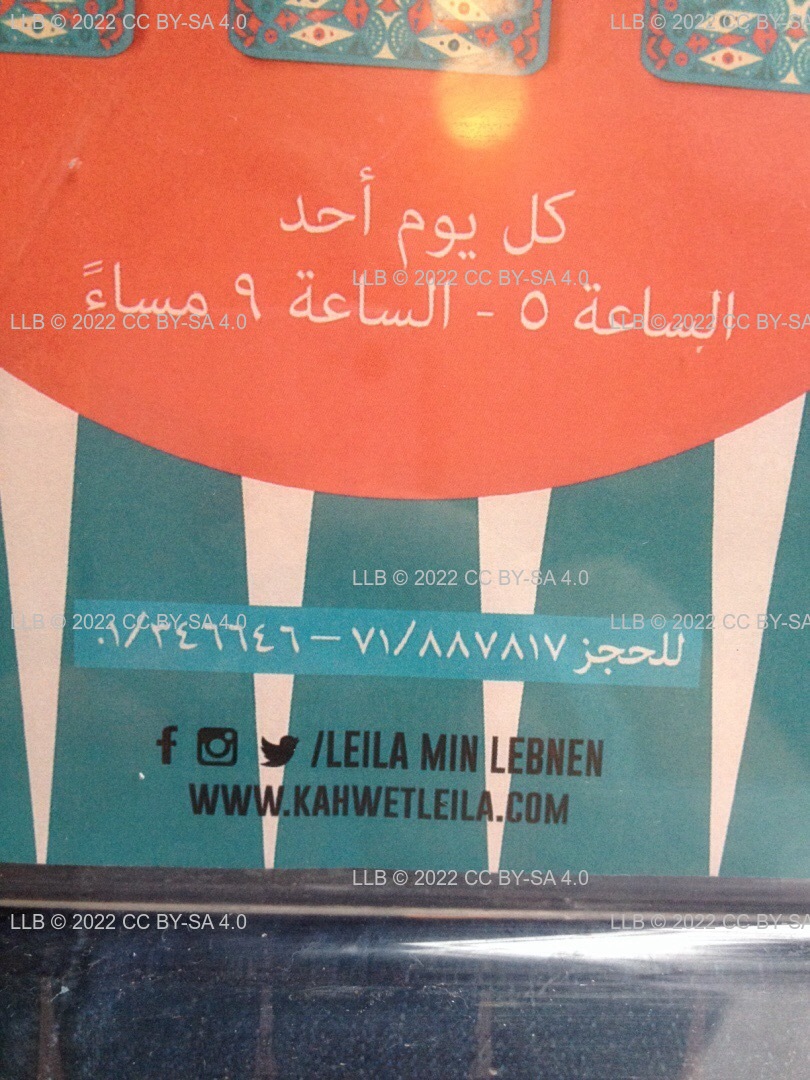 كل يوم أحد
الساعة ٥ - الساعة ٩ مساءً
للحجز ٧١/٨٨٧٨١٧ – ٠١/٣٤٦٦٤٦
/LEILA MIN LEBNEN
WWW.KAHWETLEILA.COM
LLB © 2022 CC BY-SA 4.0